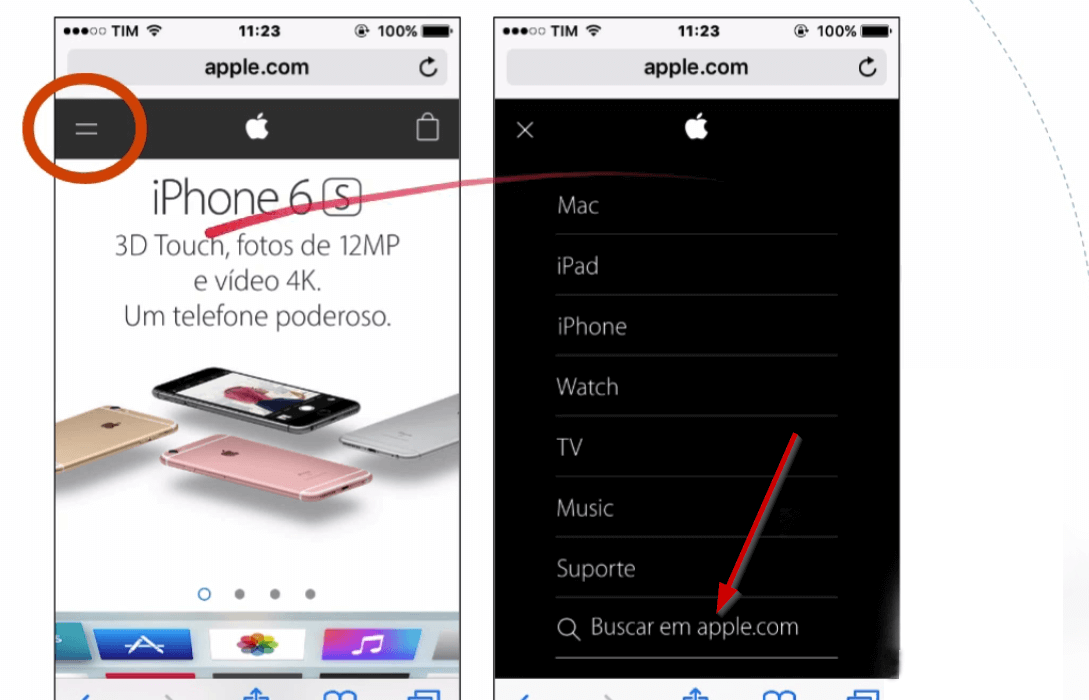 TIM 11:23 100%
apple.com
iPhone 6 S
3D Touch, fotos de 12MP
e vídeo 4K.
Um telefone poderoso.
TIM 11:23 100%
apple.com
Mac
iPad
iPhone
Watch
TV
Music
Suporte
Buscar em apple.com